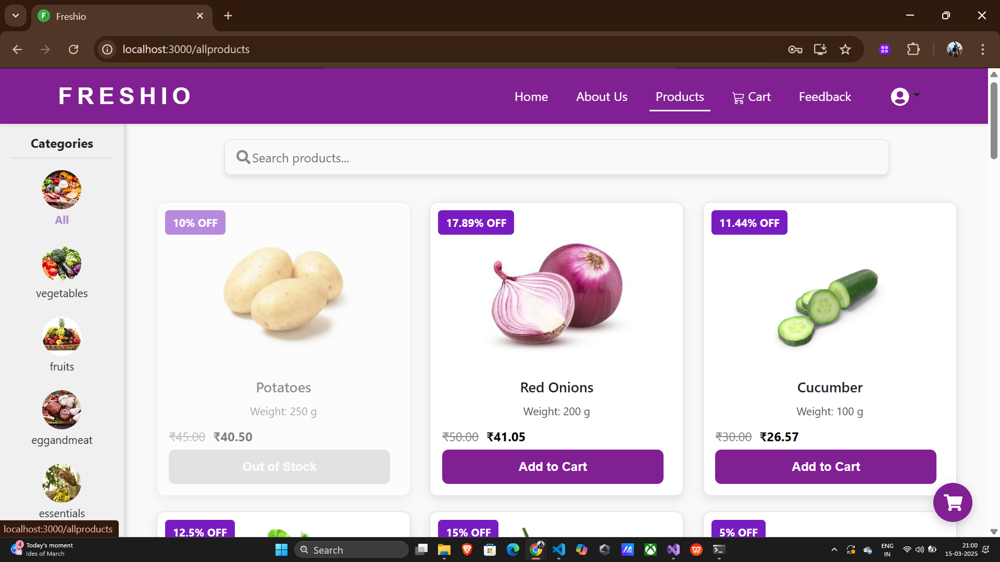 F
Freshio
localhost:3000/allproducts
FRESHIO
Home
About Us
Products
Cart
Feedback
Categories
All
vegetables
fruits
eggandmeat
essentials
Search products...
10% OFF
Potatoes
Weight: 250 g
₹45.00 ₹40.50
Out of Stock
17.89% OFF
Red Onions
Weight: 200 g
₹50.00 ₹41.05
Add to Cart
11.44% OFF
Cucumber
Weight: 100 g
₹30.00 ₹26.57
Add to Cart
12.5% OFF
15% OFF
5% OFF
localhost:3000/allproducts
4
Today's moment
Ides of March
Search
ENG
IN
21:00
15-03-2025